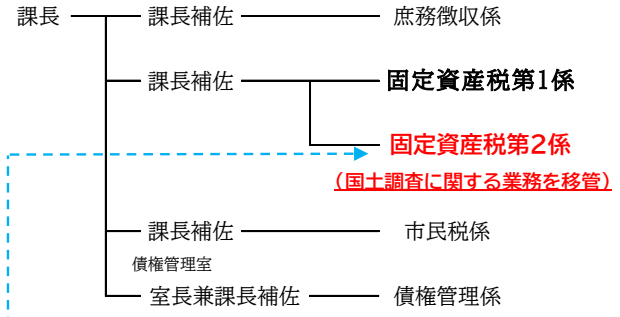 課長 課長補佐 庶務徴収係
課長補佐 固定資産税第1係
固定資産税第2係
（国土調査に関する業務を移管）
課長補佐 市民税係
債権管理室
室長兼課長補佐 債権管理係